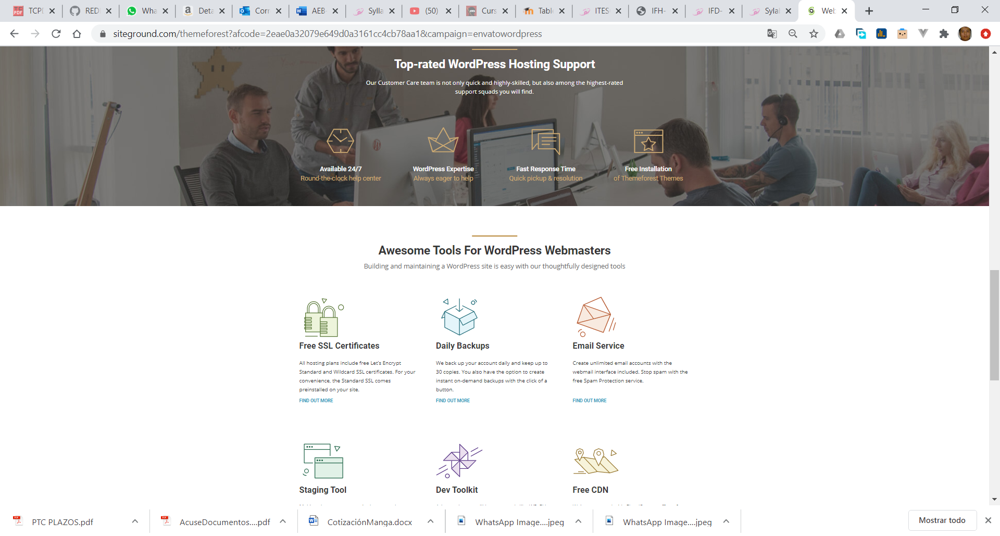 TCPI
RED
Wha
Deta
Corr
AEB-
Sylla
(50)
Curs
Tabl
ITES
IFH-
IFD-
Sylal
Web
siteground.com/themeforest?afcode=2eae0a32079e649d0a3161cc4cb78aa1&campaign=envatowordpress
Top-rated WordPress Hosting Support
Our Customer Care team is not only quick and highly-skilled, but also among the highest-rated
support squads you will find.
Available 24/7
Round-the-clock help center
WordPress Expertise
Always eager to help
Fast Response Time
Quick pickup & resolution
Free Installation
of Themeforest Themes
Awesome Tools For WordPress Webmasters
Building and maintaining a WordPress site is easy with our thoughtfully designed tools
Free SSL Certificates
All hosting plans include free Let's Encrypt
Standard and Wildcard SSL certificates. For your
convenience, the Standard SSL comes
preinstalled on your site.
FIND OUT MORE
Daily Backups
We back up your account daily and keep up to
30 copies. You also have the option to create
instant on-demand backups with the click of a
button.
FIND OUT MORE
Email Service
Create unlimited email accounts with the
webmail interface included. Stop spam with the
free Spam Protection service.
FIND OUT MORE
Staging Tool
Dev Toolkit
Free CDN
PTC PLAZOS.pdf
AcuseDocumentos....pdf
CotizaciónManga.docx
WhatsApp Image....jpeg
WhatsApp Image....jpeg
Mostrar todo